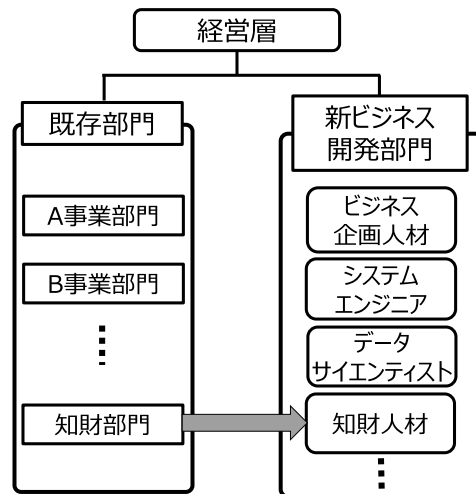 経営層
既存部門
A事業部門
B事業部門
知財部門
新ビジネス
開発部門
ビジネス
企画人材
システム
エンジニア
データ
サイエンティスト
知財人材